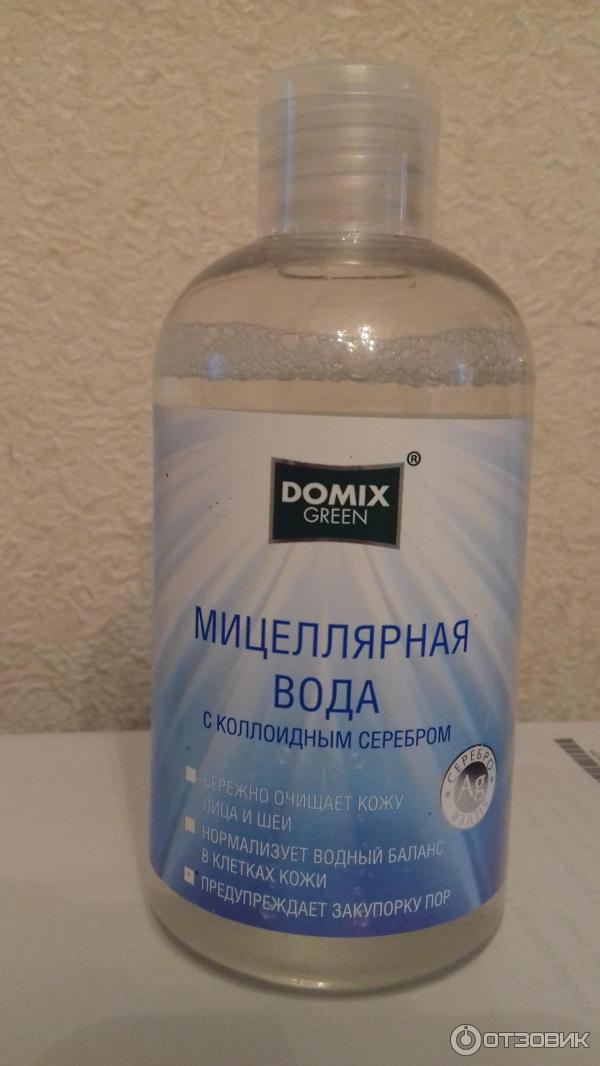 DOMIX®
GREEN
МИЦЕЛЛЯРНАЯ
ВОДА
С КОЛЛОИДНЫМ СЕРЕБРОМ
СЕРЕБРО
Ag
SILVER
БЕРЕЖНО ОЧИЩАЕТ КОЖУ
ЛИЦА И ШЕИ
НОРМАЛИЗУЕТ ВОДНЫЙ БАЛАНС
В КЛЕТКАХ КОЖИ
ПРЕДУПРЕЖДАЕТ ЗАКУПОРКУ ПОР
ОТЗОВИК